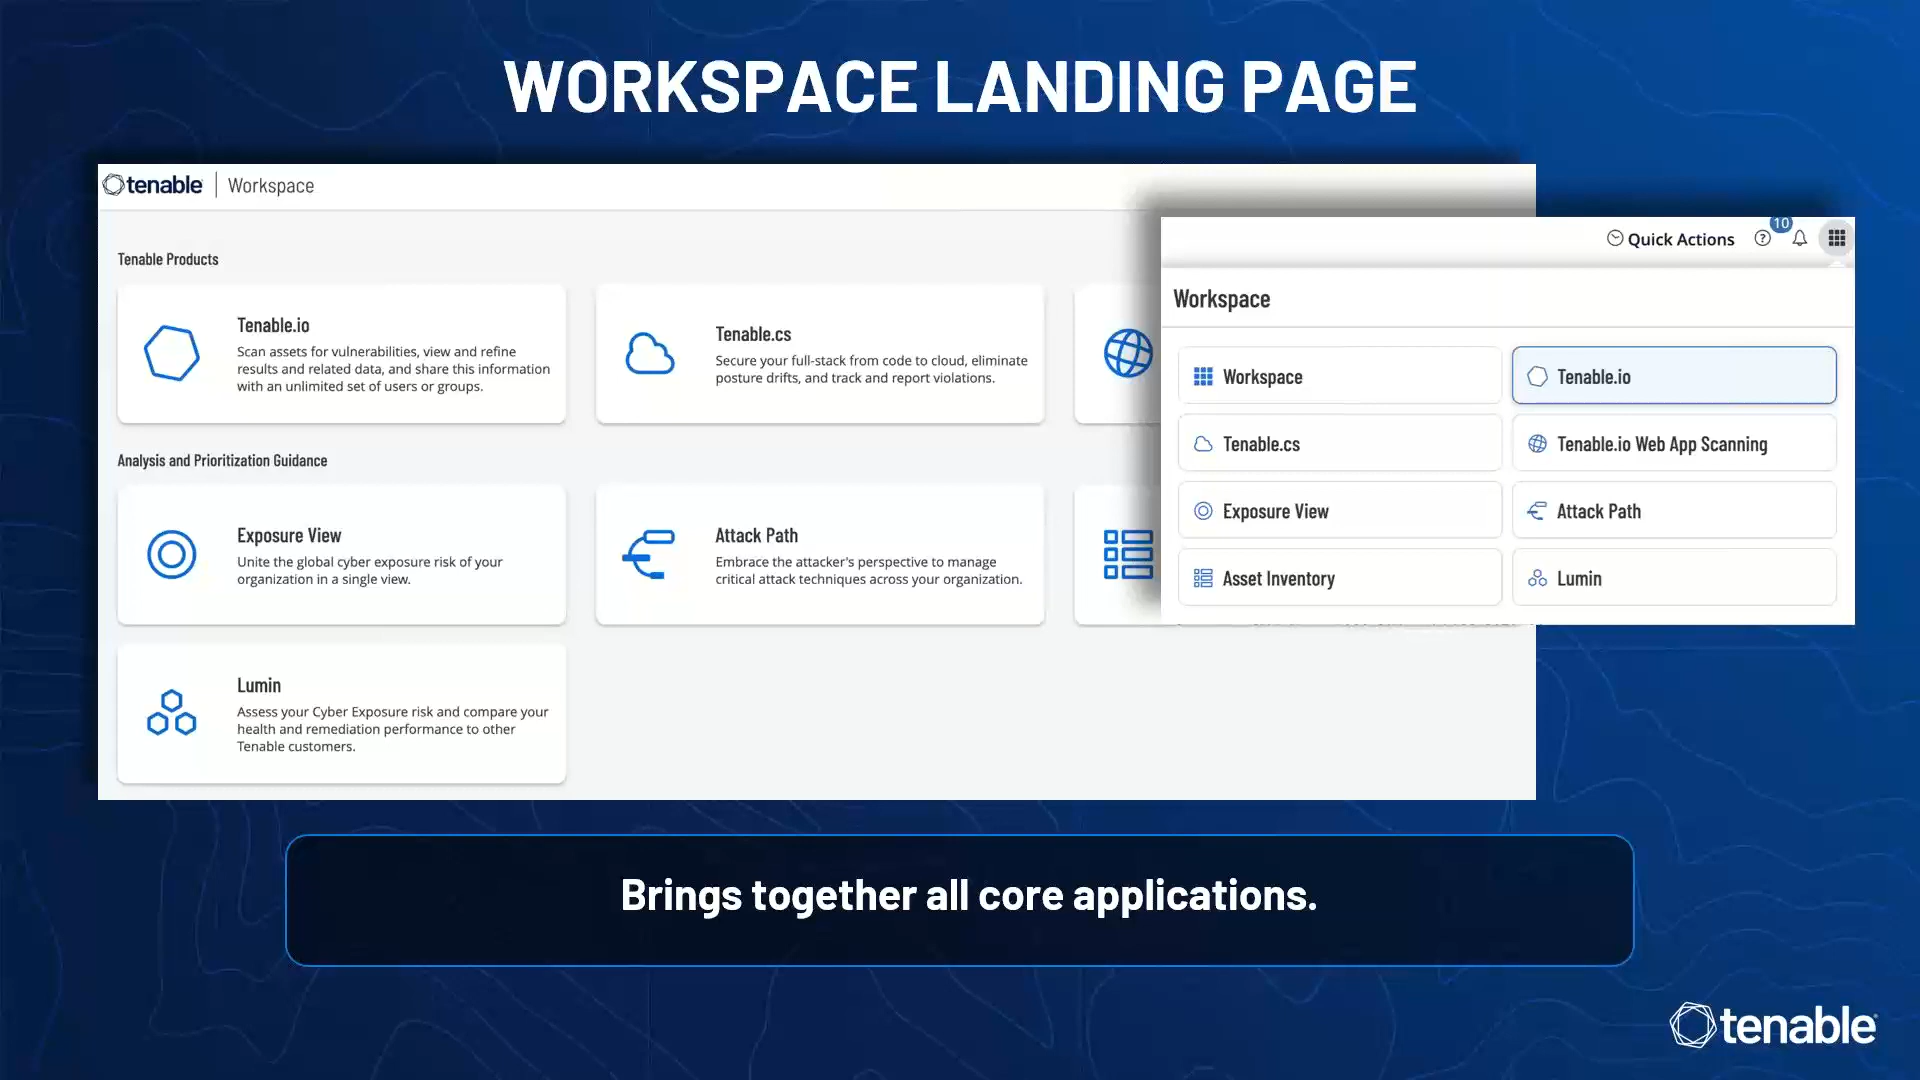 WORKSPACE LANDING PAGE
tenable | Workspace
Tenable Products
Tenable.io
Scan assets for vulnerabilities, view and refine
results and related data, and share this information
with an unlimited set of users or groups.
Tenable.cs
Secure your full-stack from code to cloud, eliminate
posture drifts, and track and report violations.
Analysis and Prioritization Guidance
Exposure View
Unite the global cyber exposure risk of your
organization in a single view.
Attack Path
Embrace the attacker's perspective to manage
critical attack techniques across your organization.
Lumin
Assess your Cyber Exposure risk and compare your
health and remediation performance to other
Tenable customers.
Quick Actions
10
Workspace
Workspace
Tenable.io
Tenable.cs
Tenable.io Web App Scanning
Exposure View
Attack Path
Asset Inventory
Lumin
Brings together all core applications.
tenable